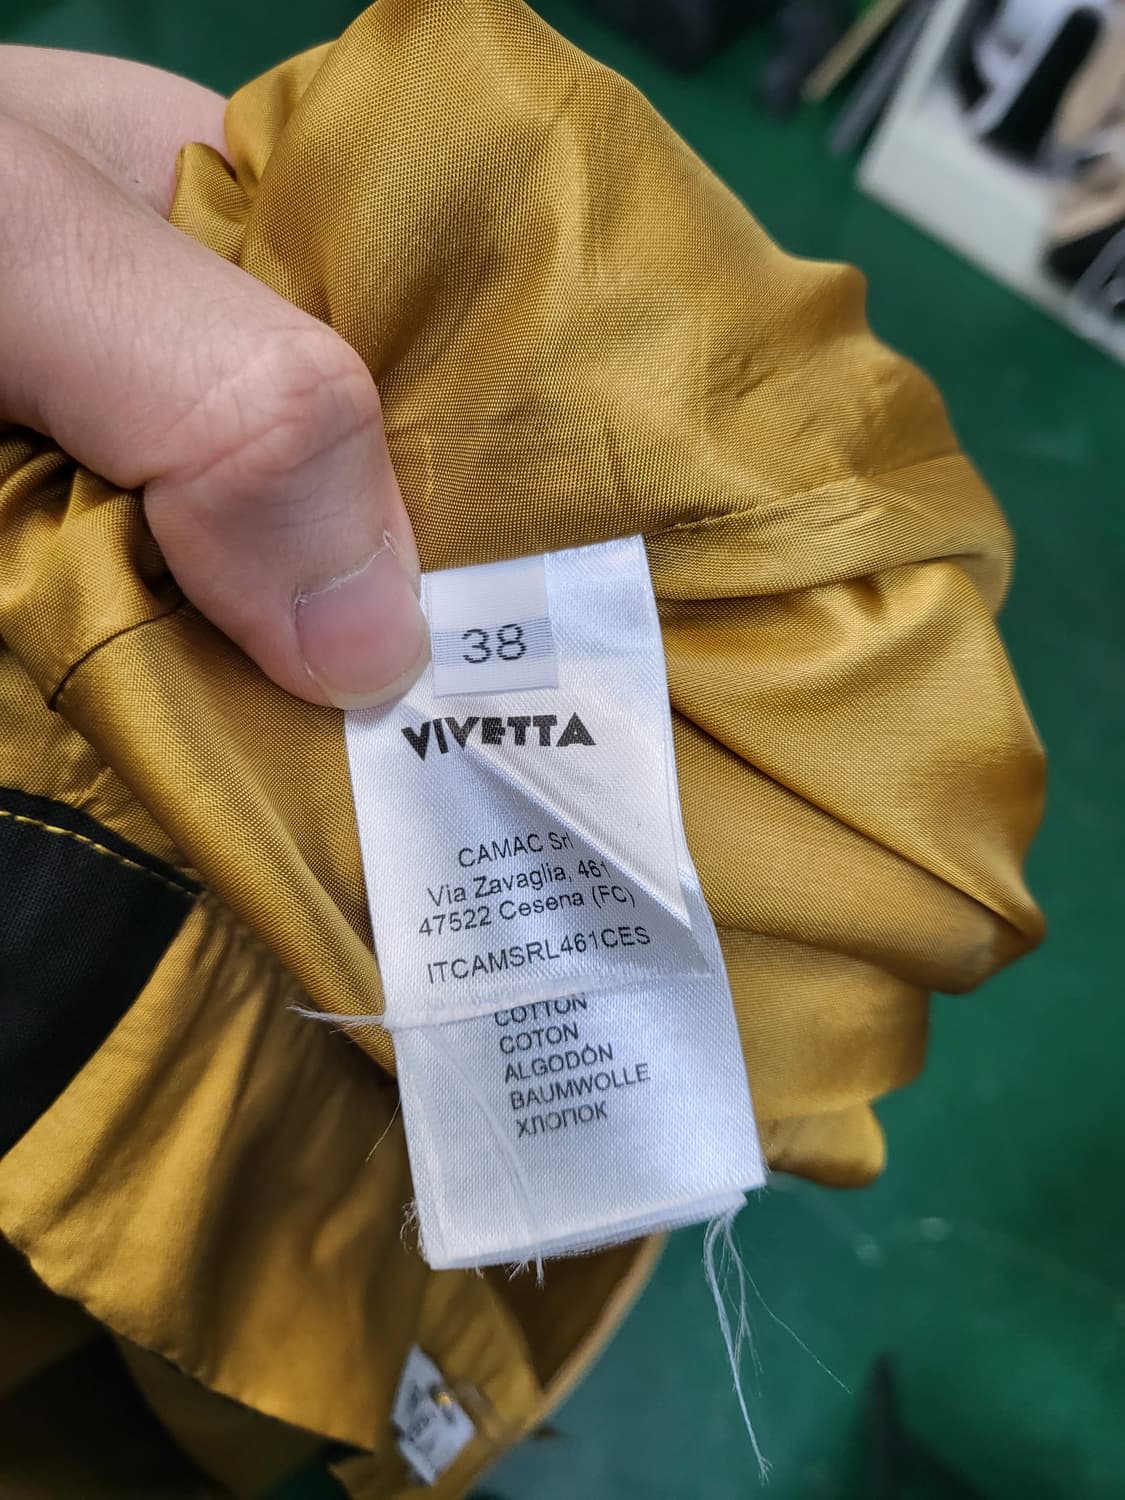 38
VIVETTA
CAMAC Srl
Via Zavaglia, 461
47522 Cesena (FC)
ITCAMSRL461CES
COTTON
COTON
ALGODÓN
BAUMWOLLE
ХЛОПОК